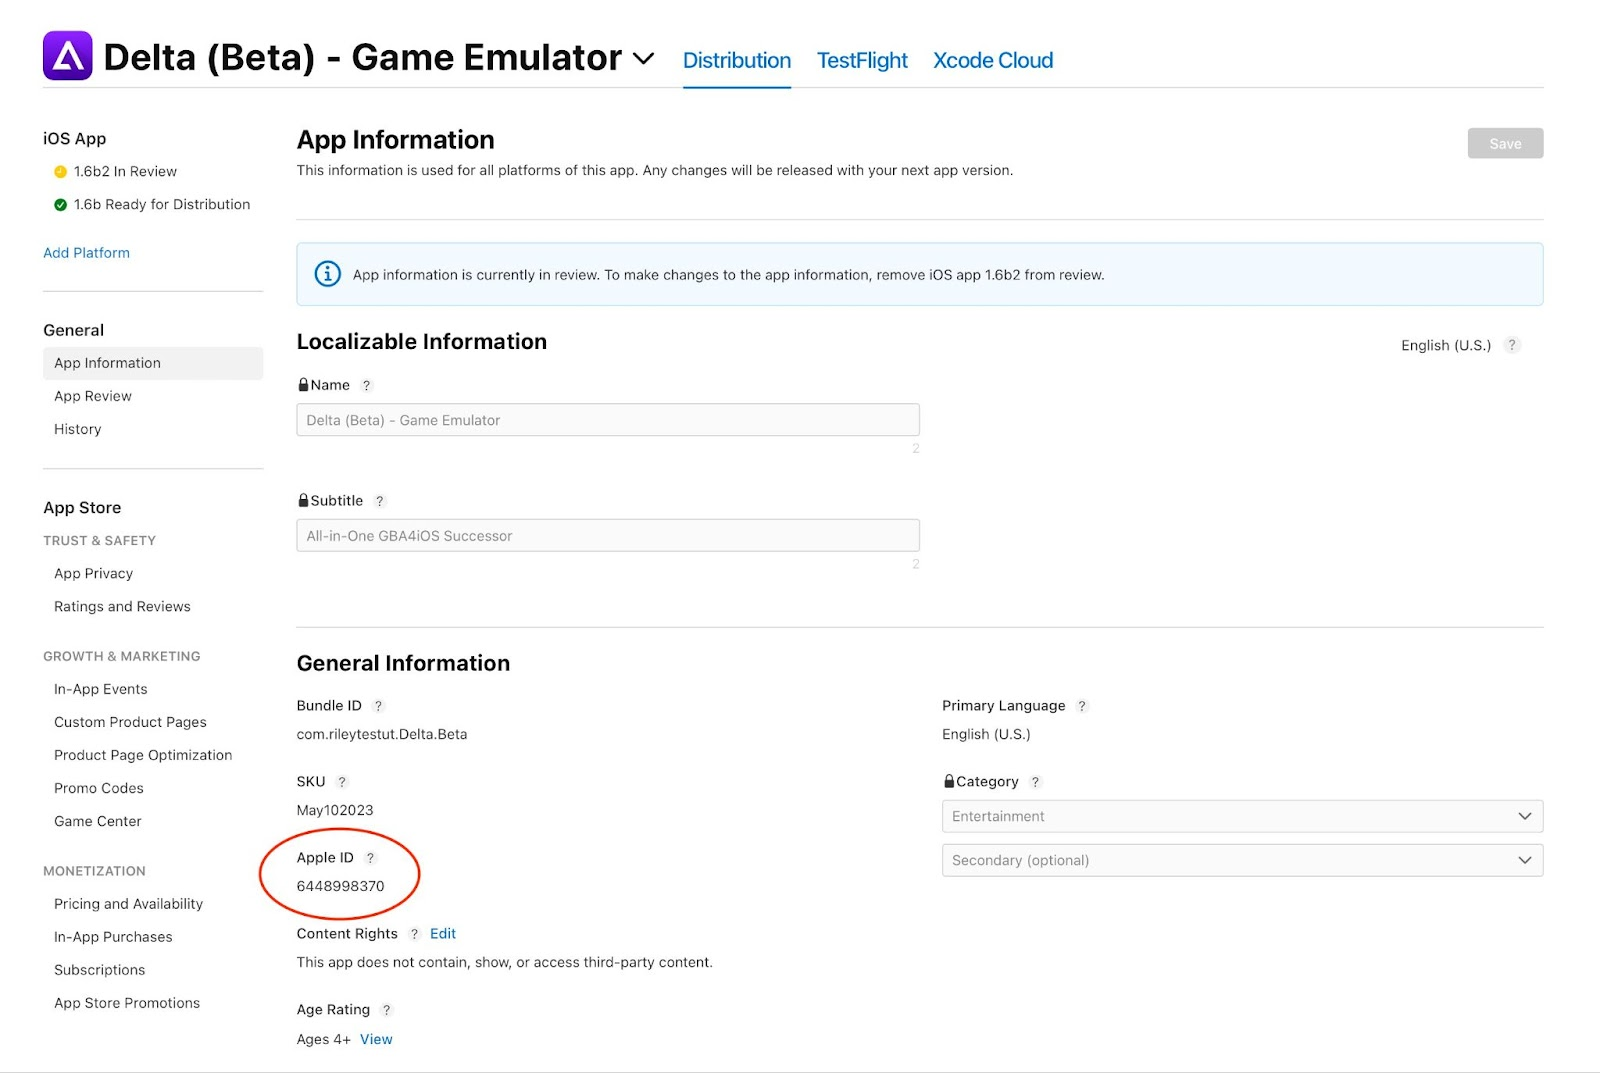 Delta (Beta) - Game Emulator
Distribution
TestFlight
Xcode Cloud
iOS App
1.6b2 In Review
1.6b Ready for Distribution
Add Platform
General
App Information
App Review
History
App Store
TRUST & SAFETY
App Privacy
Ratings and Reviews
GROWTH & MARKETING
In-App Events
Custom Product Pages
Product Page Optimization
Promo Codes
Game Center
MONETIZATION
Pricing and Availability
In-App Purchases
Subscriptions
App Store Promotions
App Information
Save
This information is used for all platforms of this app. Any changes will be released with your next app version.
App information is currently in review. To make changes to the app information, remove iOS app 1.6b2 from review.
Localizable Information
English (U.S.) ?
Name ?
Delta (Beta) - Game Emulator
2
Subtitle ?
All-in-One GBA4iOS Successor
2
General Information
Bundle ID ?
com.rileytestut.Delta.Beta
SKU ?
May102023
Apple ID ?
6448998370
Content Rights ? Edit
This app does not contain, show, or access third-party content.
Age Rating ?
Ages 4+ View
Primary Language ?
English (U.S.)
Category ?
Entertainment
Secondary (optional)